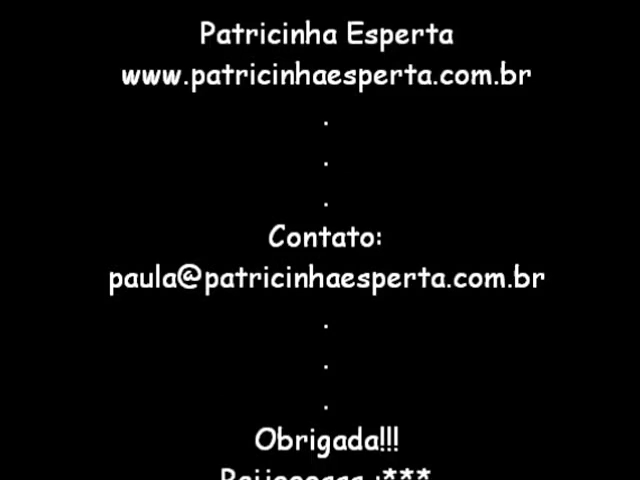 Patricinha Esperta
www.patricinhaesperta.com.br
.
.
.
Contato:
paula@patricinhaesperta.com.br
.
.
.
Obrigada!!!
:***